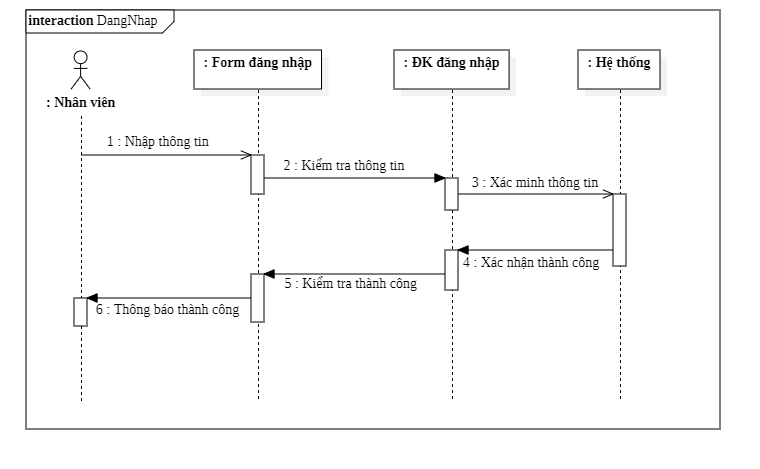 interaction DangNhap
: Form đăng nhập
: ĐK đăng nhập
: Hệ thống
: Nhân viên
1 : Nhập thông tin
2 : Kiểm tra thông tin
3 : Xác minh thông tin
4 : Xác nhận thành công
5 : Kiểm tra thành công
6 : Thông báo thành công